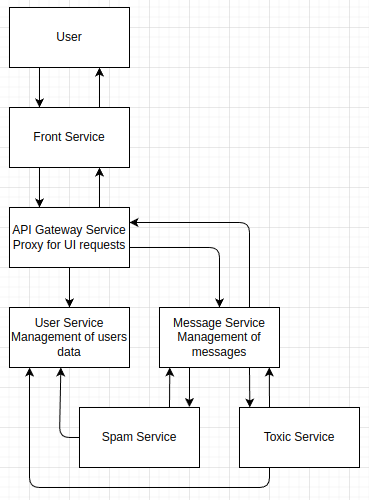 User
Front Service
API Gateway Service
Proxy for UI requests
User Service
Management of users
data
Message Service
Management of
messages
Spam Service
Toxic Service